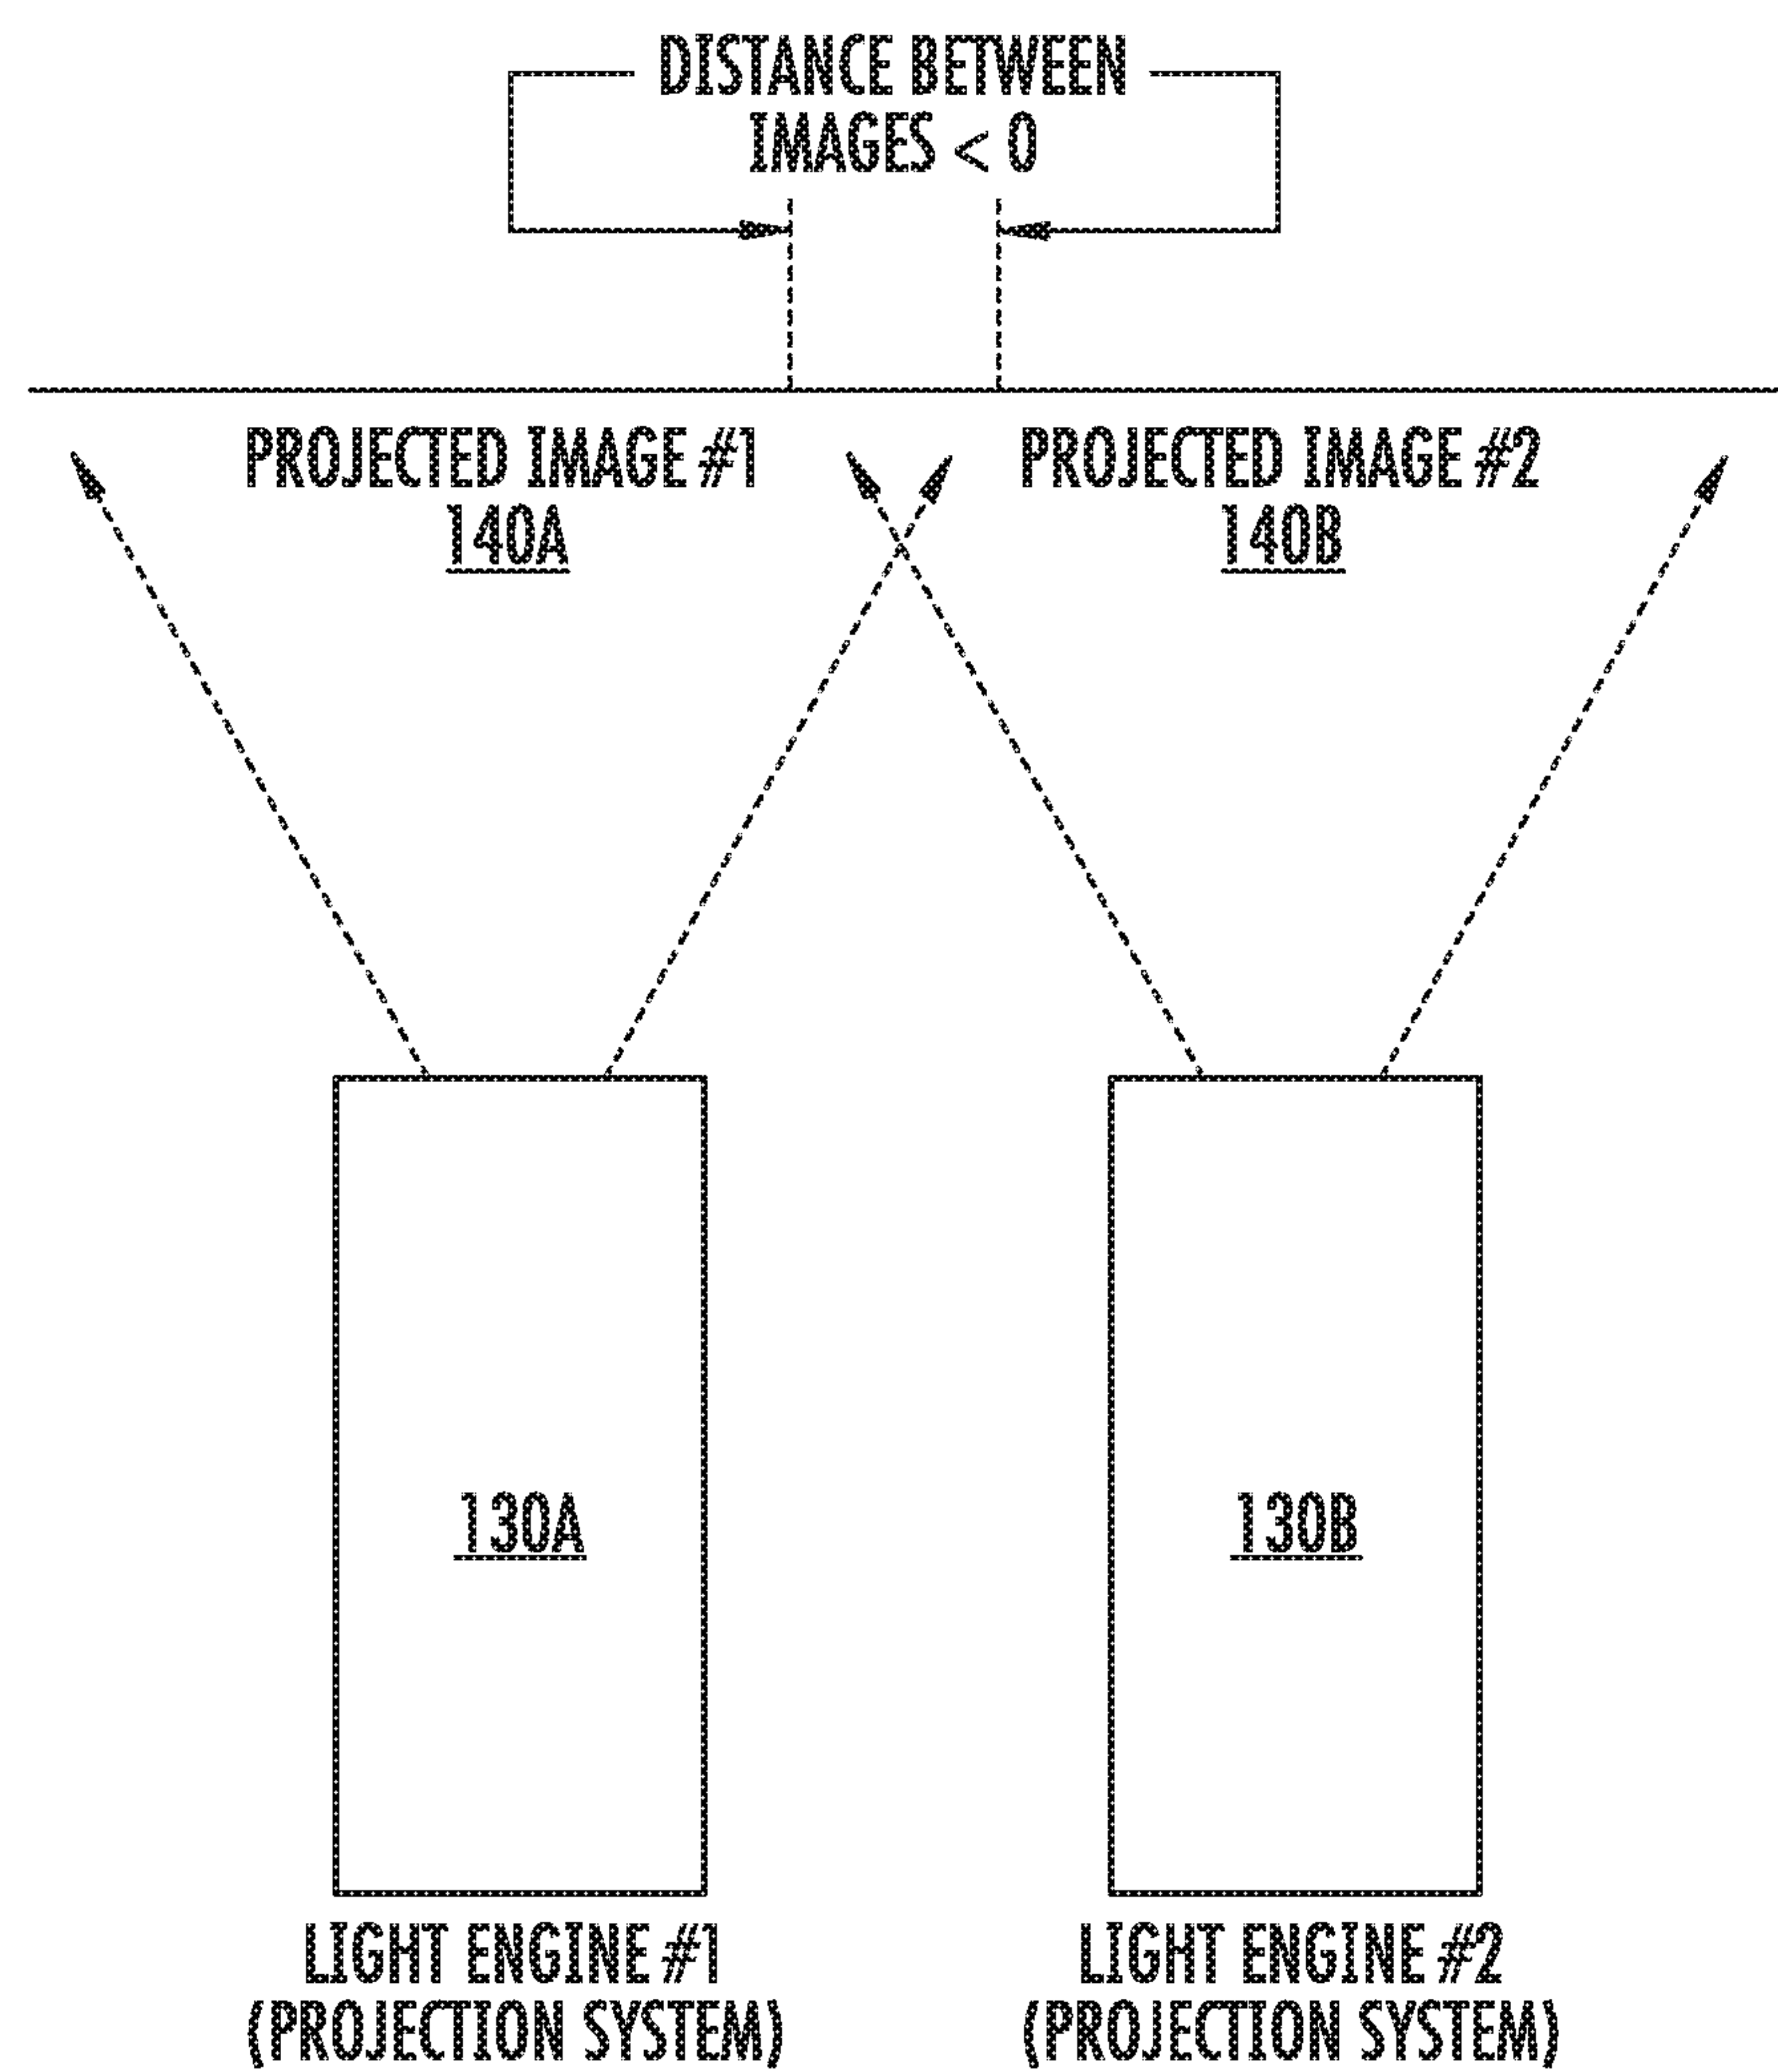 DISTANCE BETWEEN
IMAGES < 0
PROJECTED IMAGE #1
140A
PROJECTED IMAGE #2
140B
130A
130B
LIGHT ENGINE #1
(PROJECTION SYSTEM)
LIGHT ENGINE #2
(PROJECTION SYSTEM)